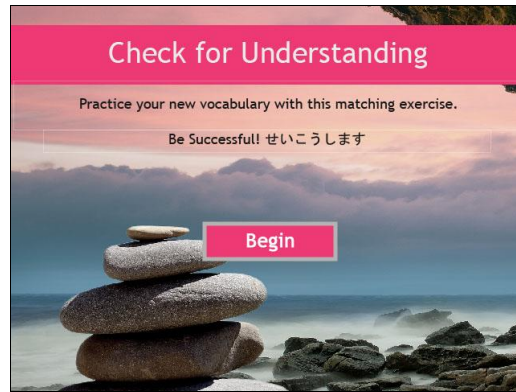 Check for Understanding
Practice your new vocabulary with this matching exercise.
Be Successful! せいこうします
Begin